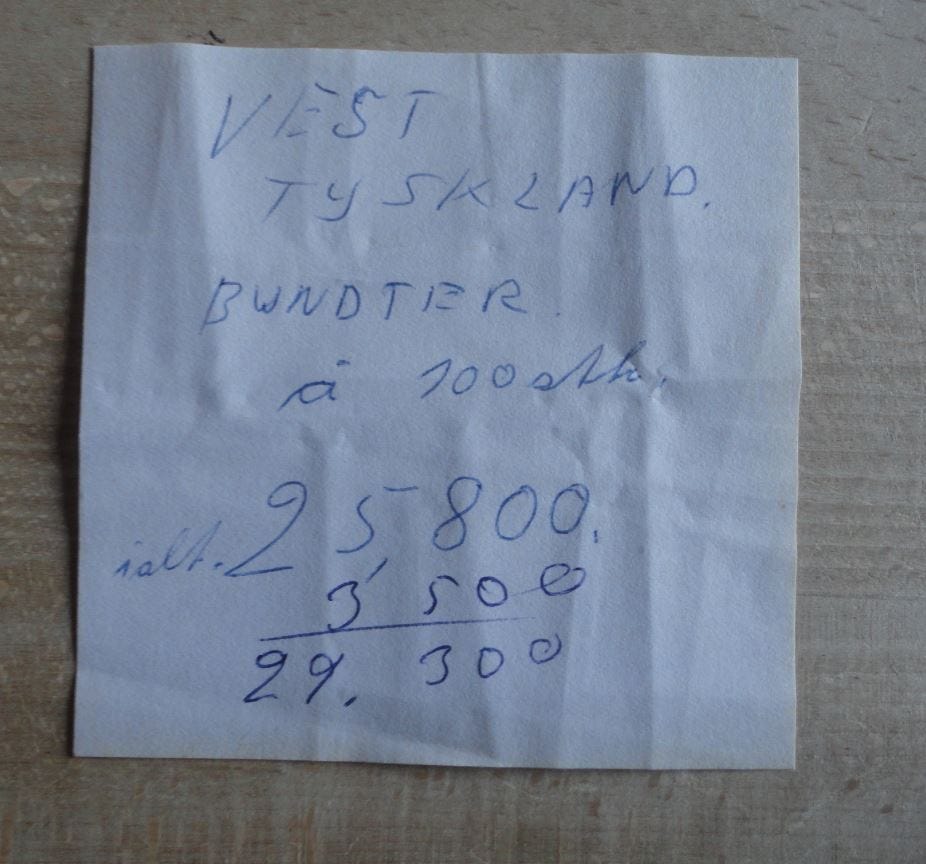 VEST
TYSKLAND.
BUNDTER.
à 100 stk.
ialt. 25,800.
3,500
29.300